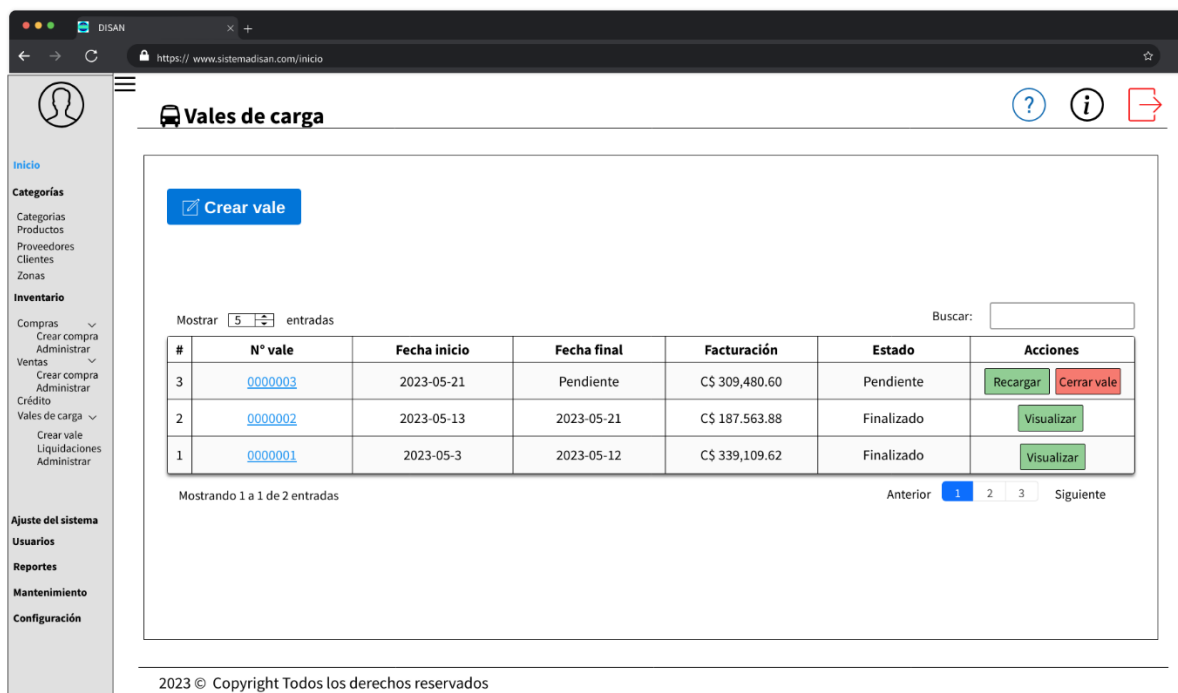 DISAN
https:// www.sistemadisan.com/inicio
Vales de carga
Inicio
Categorías
Categorias
Productos
Proveedores
Clientes
Zonas
Inventario
Compras
Crear compra
Administrar
Ventas
Crear compra
Administrar
Crédito
Vales de carga
Crear vale
Liquidaciones
Administrar
Ajuste del sistema
Usuarios
Reportes
Mantenimiento
Configuración
Crear vale
Mostrar 5 entradas
Buscar:
# N° vale Fecha inicio Fecha final Facturación Estado Acciones
3 0000003 2023-05-21 Pendiente C$ 309,480.60 Pendiente Recargar Cerrar vale
2 0000002 2023-05-13 2023-05-21 C$ 187.563.88 Finalizado Visualizar
1 0000001 2023-05-3 2023-05-12 C$ 339,109.62 Finalizado Visualizar
Mostrando 1 a 1 de 2 entradas
Anterior 1 2 3 Siguiente
2023 © Copyright Todos los derechos reservados